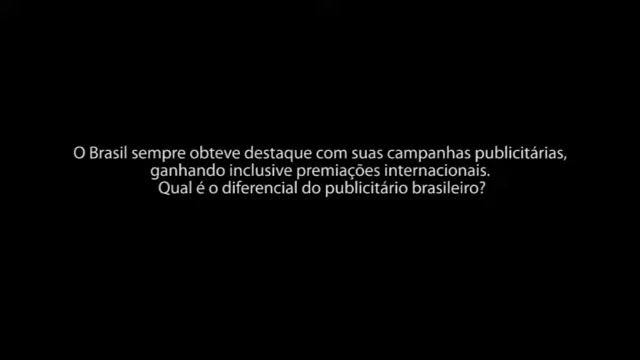 O Brasil sempre obteve destaque com suas campanhas publicitárias,
ganhando inclusive premiações internacionais.
Qual é o diferencial do publicitário brasileiro?